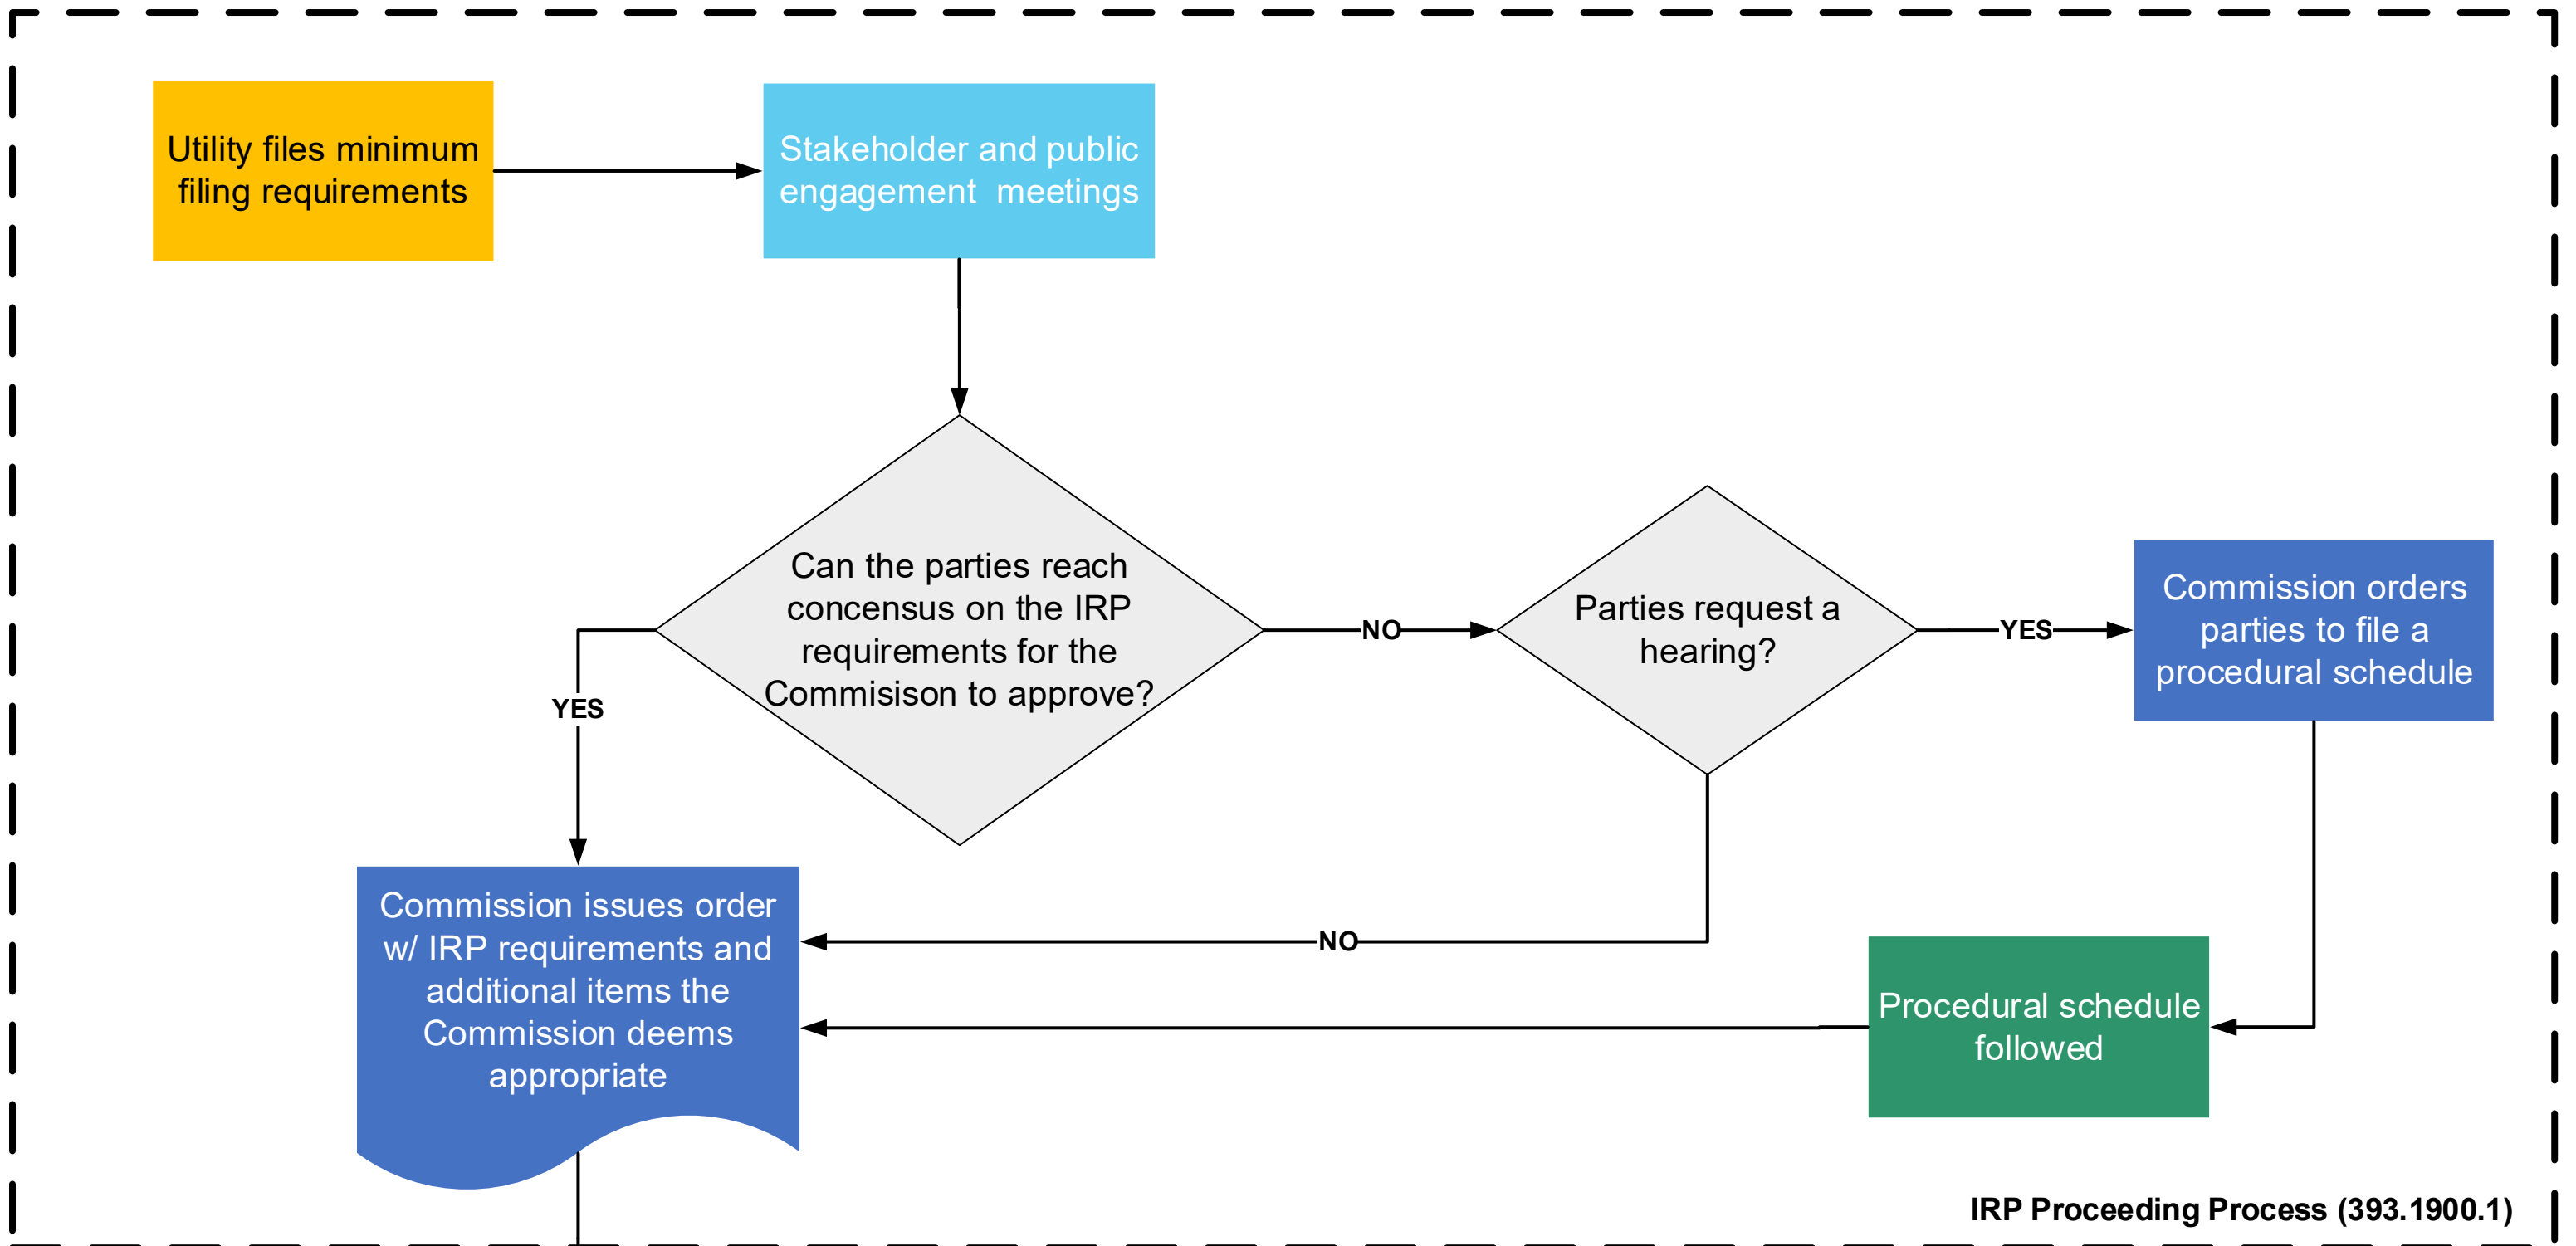 Utility files minimum
filing requirements
Stakeholder and public
engagement  meetings
Can the parties reach
concensus on the IRP
requirements for the
Commisison to approve?
NO
Parties request a
hearing?
YES
Commission orders
parties to file a
procedural schedule
YES
Commission issues order
w/ IRP requirements and
additional items the
Commission deems
appropriate
NO
Procedural schedule
followed
IRP Proceeding Process (393.1900.1)